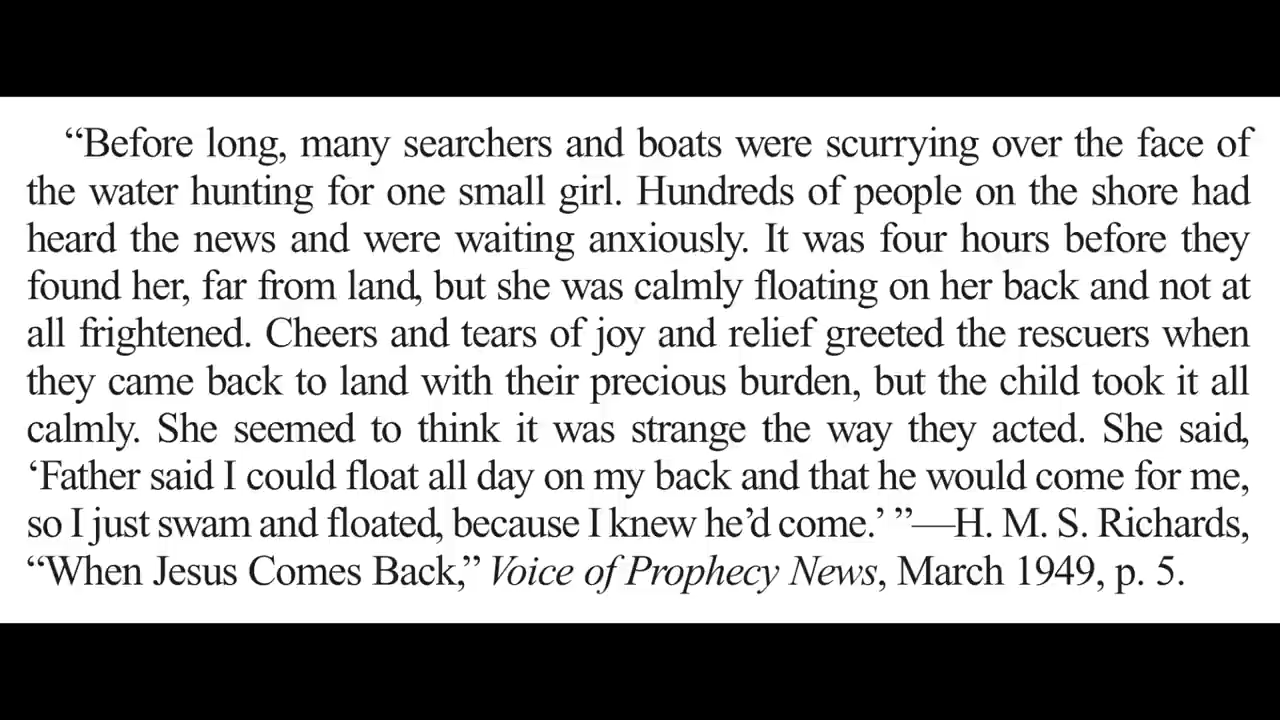 “Before long, many searchers and boats were scurrying over the face of
the water hunting for one small girl. Hundreds of people on the shore had
heard the news and were waiting anxiously. It was four hours before they
found her, far from land, but she was calmly floating on her back and not at
all frightened. Cheers and tears of joy and relief greeted the rescuers when
they came back to land with their precious burden, but the child took it all
calmly. She seemed to think it was strange the way they acted. She said,
‘Father said I could float all day on my back and that he would come for me,
so I just swam and floated, because I knew he’d come.’ ”—H. M. S. Richards,
“When Jesus Comes Back,” Voice of Prophecy News, March 1949, p. 5.